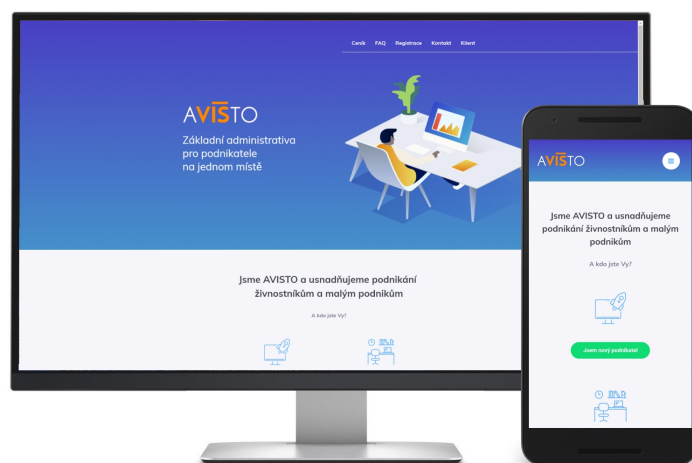 Ceník FAQ Registrace Kontakt Klient
AVISTO
Základní administrativa
pro podnikatele
na jednom místě
Jsme AVISTO a usnadňujeme podnikání
živnostníkům a malým podnikům
A kdo jste Vy?
AVISTO
Jsme AVISTO a usnadňujeme
podnikání živnostníkům a malým
podnikům
A kdo jste Vy?
Jsem nový podnikatel